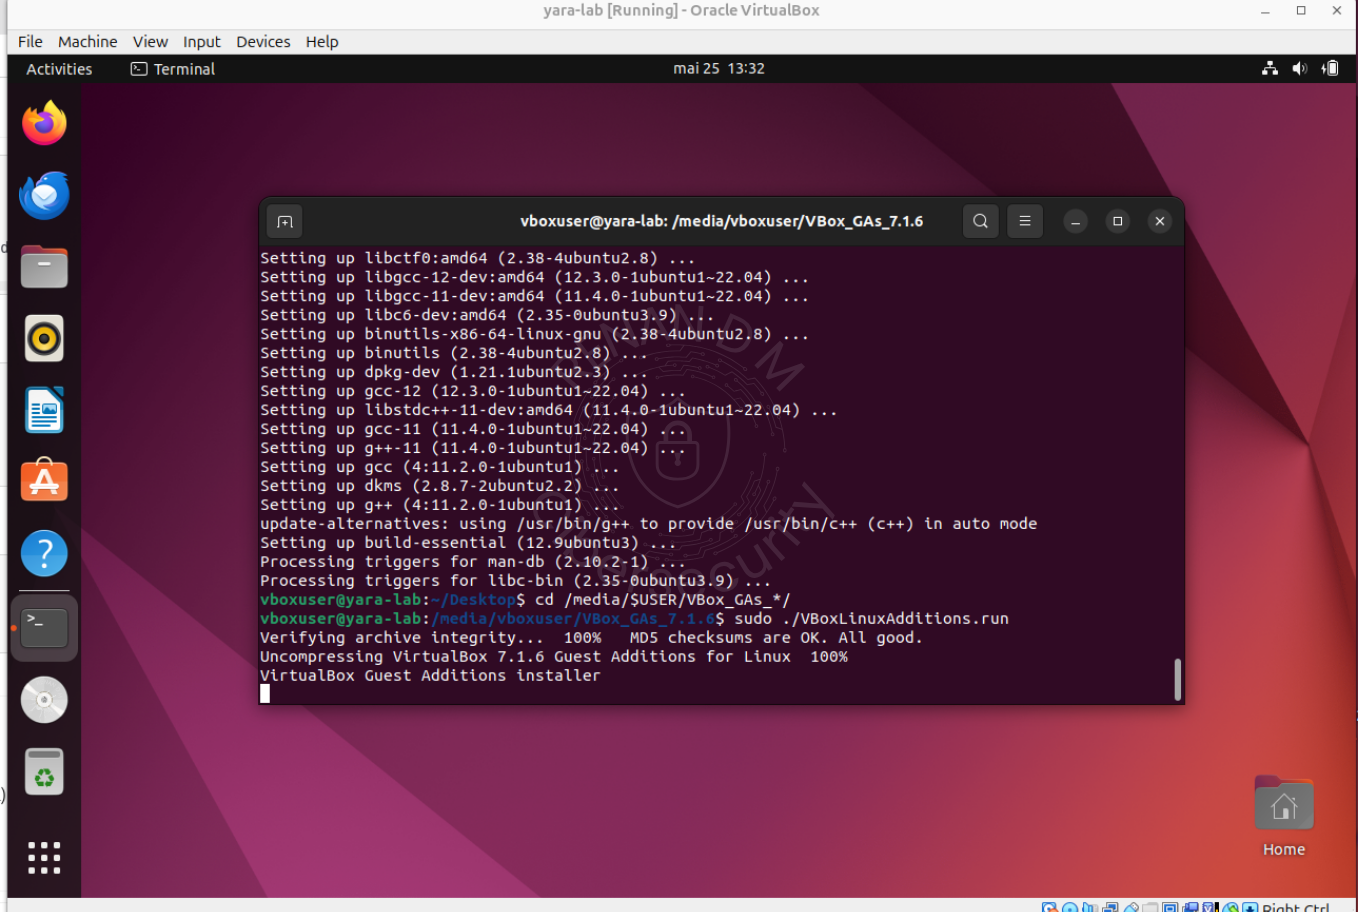 yara-lab [Running] - Oracle VirtualBox
File Machine View Input Devices Help
Activities Terminal mai 25 13:32
vboxuser@yara-lab: /media/vboxuser/VBox_GAs_7.1.6
Setting up libctf0:amd64 (2.38-4ubuntu2.8) ...
Setting up libgcc-12-dev:amd64 (12.3.0-1ubuntu1~22.04) ...
Setting up libgcc-11-dev:amd64 (11.4.0-1ubuntu1~22.04) ...
Setting up libc6-dev:amd64 (2.35-0ubuntu3.9) ...
Setting up binutils-x86-64-linux-gnu (2.38-4ubuntu2.8) ...
Setting up binutils (2.38-4ubuntu2.8) ...
Setting up dpkg-dev (1.21.1ubuntu2.3) ...
Setting up gcc-12 (12.3.0-1ubuntu1~22.04) ...
Setting up libstdc++-11-dev:amd64 (11.4.0-1ubuntu1~22.04) ...
Setting up gcc-11 (11.4.0-1ubuntu1~22.04) ...
Setting up g++-11 (11.4.0-1ubuntu1~22.04) ...
Setting up gcc (4:11.2.0-1ubuntu1) ...
Setting up dkms (2.8.7-2ubuntu2.2) ...
Setting up g++ (4:11.2.0-1ubuntu1) ...
update-alternatives: using /usr/bin/g++ to provide /usr/bin/c++ (c++) in auto mode
Setting up build-essential (12.9ubuntu3) ...
Processing triggers for man-db (2.10.2-1) ...
Processing triggers for libc-bin (2.35-0ubuntu3.9) ...
vboxuser@yara-lab:~/Desktop$ cd /media/$USER/VBox_GAs_*/
vboxuser@yara-lab:/media/vboxuser/VBox_GAs_7.1.6$ sudo ./VBoxLinuxAdditions.run
Verifying archive integrity... 100% MD5 checksums are OK. All good.
Uncompressing VirtualBox 7.1.6 Guest Additions for Linux 100%
VirtualBox Guest Additions installer
Home
Right Ctrl